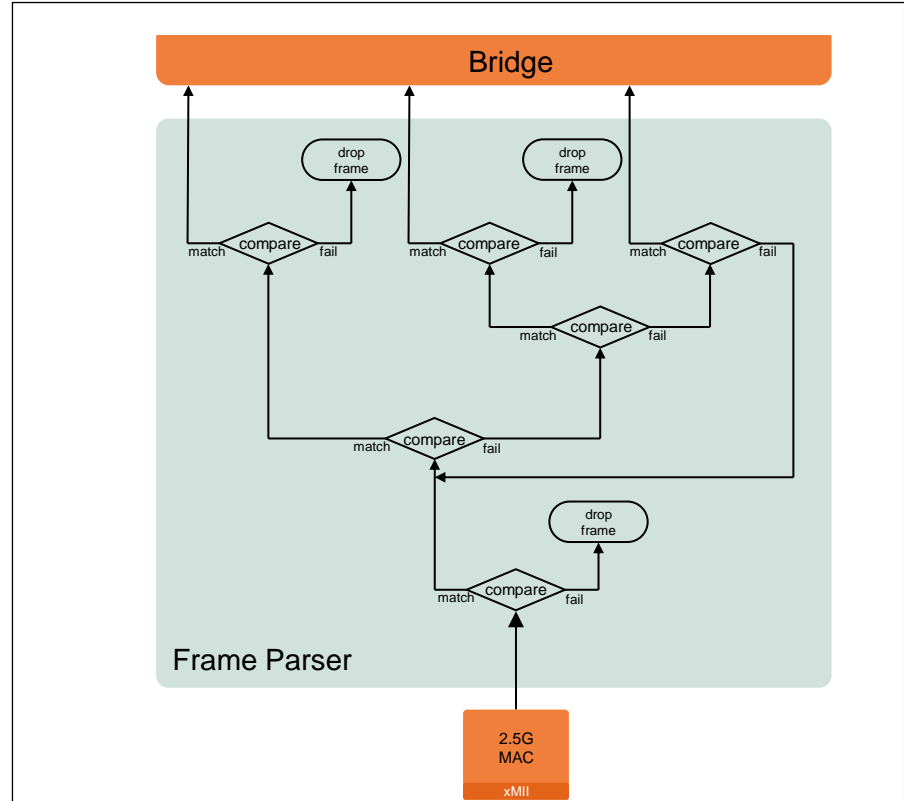 Bridge
drop
frame
drop
frame
compare
match
fail
compare
match
fail
compare
match
fail
compare
match
fail
compare
match
fail
drop
frame
compare
match
fail
Frame Parser
2.5G
MAC
xMII